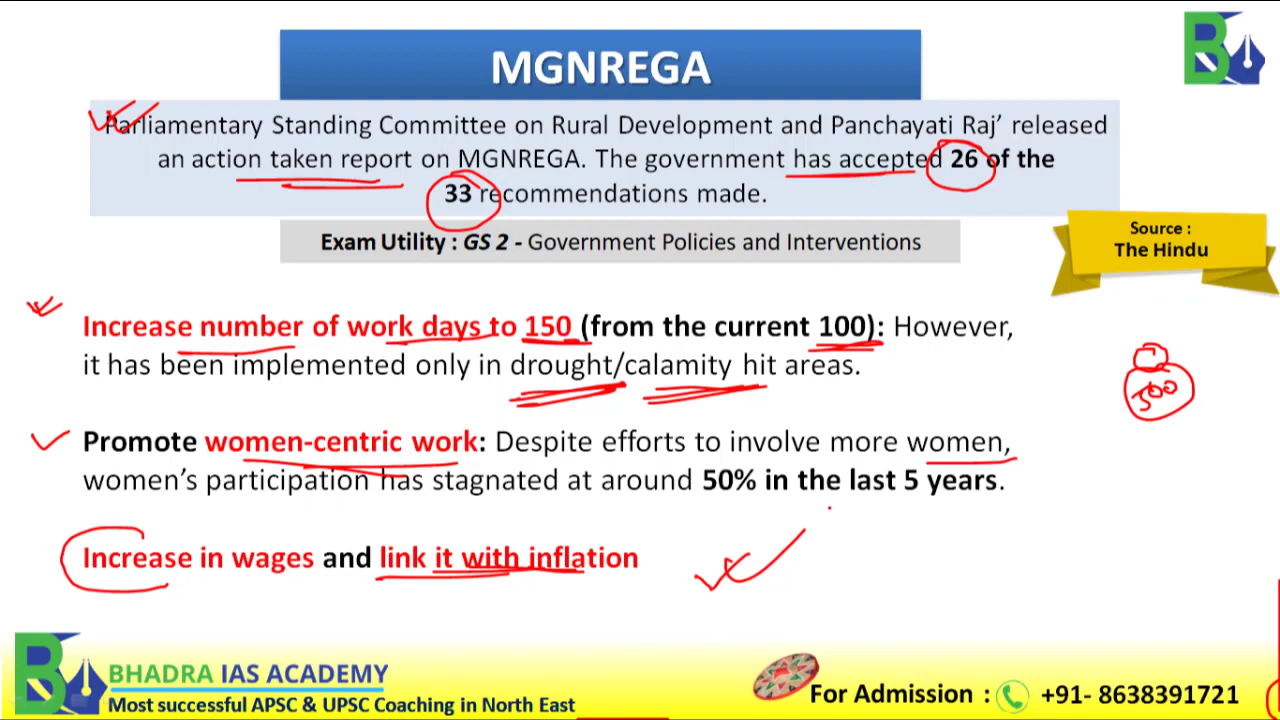 MGNREGA
Parliamentary Standing Committee on Rural Development and Panchayati Raj’ released
an action taken report on MGNREGA. The government has accepted 26 of the
33 recommendations made.
Exam Utility : GS 2 - Government Policies and Interventions
Source :
The Hindu
Increase number of work days to 150 (from the current 100): However,
it has been implemented only in drought/calamity hit areas.
300
Promote women-centric work: Despite efforts to involve more women,
women’s participation has stagnated at around 50% in the last 5 years.
Increase in wages and link it with inflation
BHADRA IAS ACADEMY
Most successful APSC & UPSC Coaching in North East
For Admission : +91- 8638391721